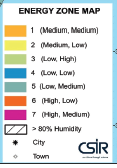 ENERGY ZONE MAP
1 (Medium, Medium)
2 (Medium, Low)
3 (Low, High)
4 (Low, Low)
5 (Low, Medium)
6 (High, Low)
7 (High, Medium)
> 80% Humidity
City
Town
CSIR